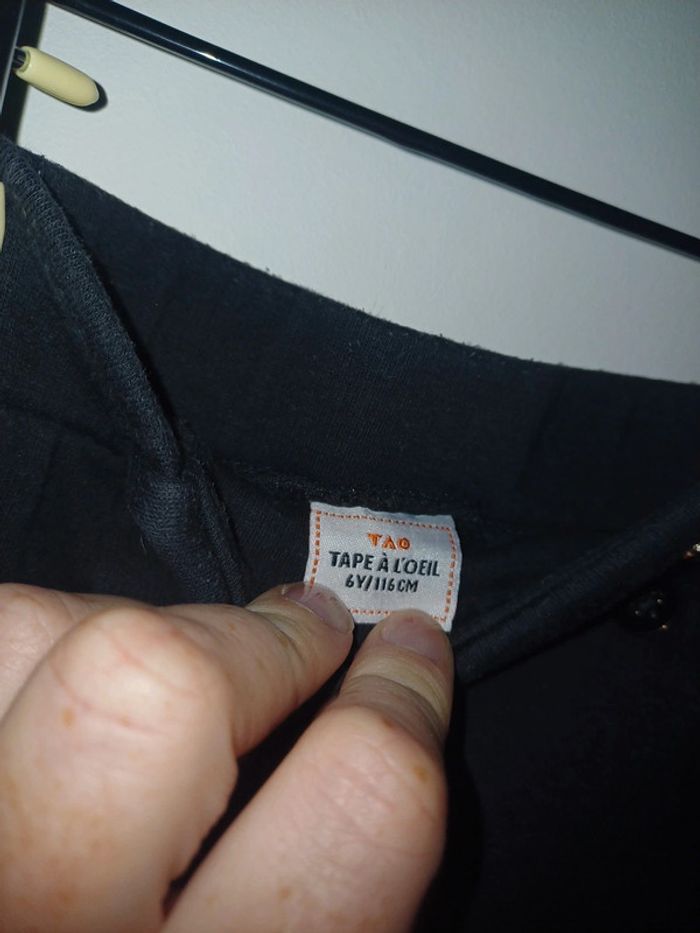 TAO
TAPE À L'OEIL
6Y/116CM